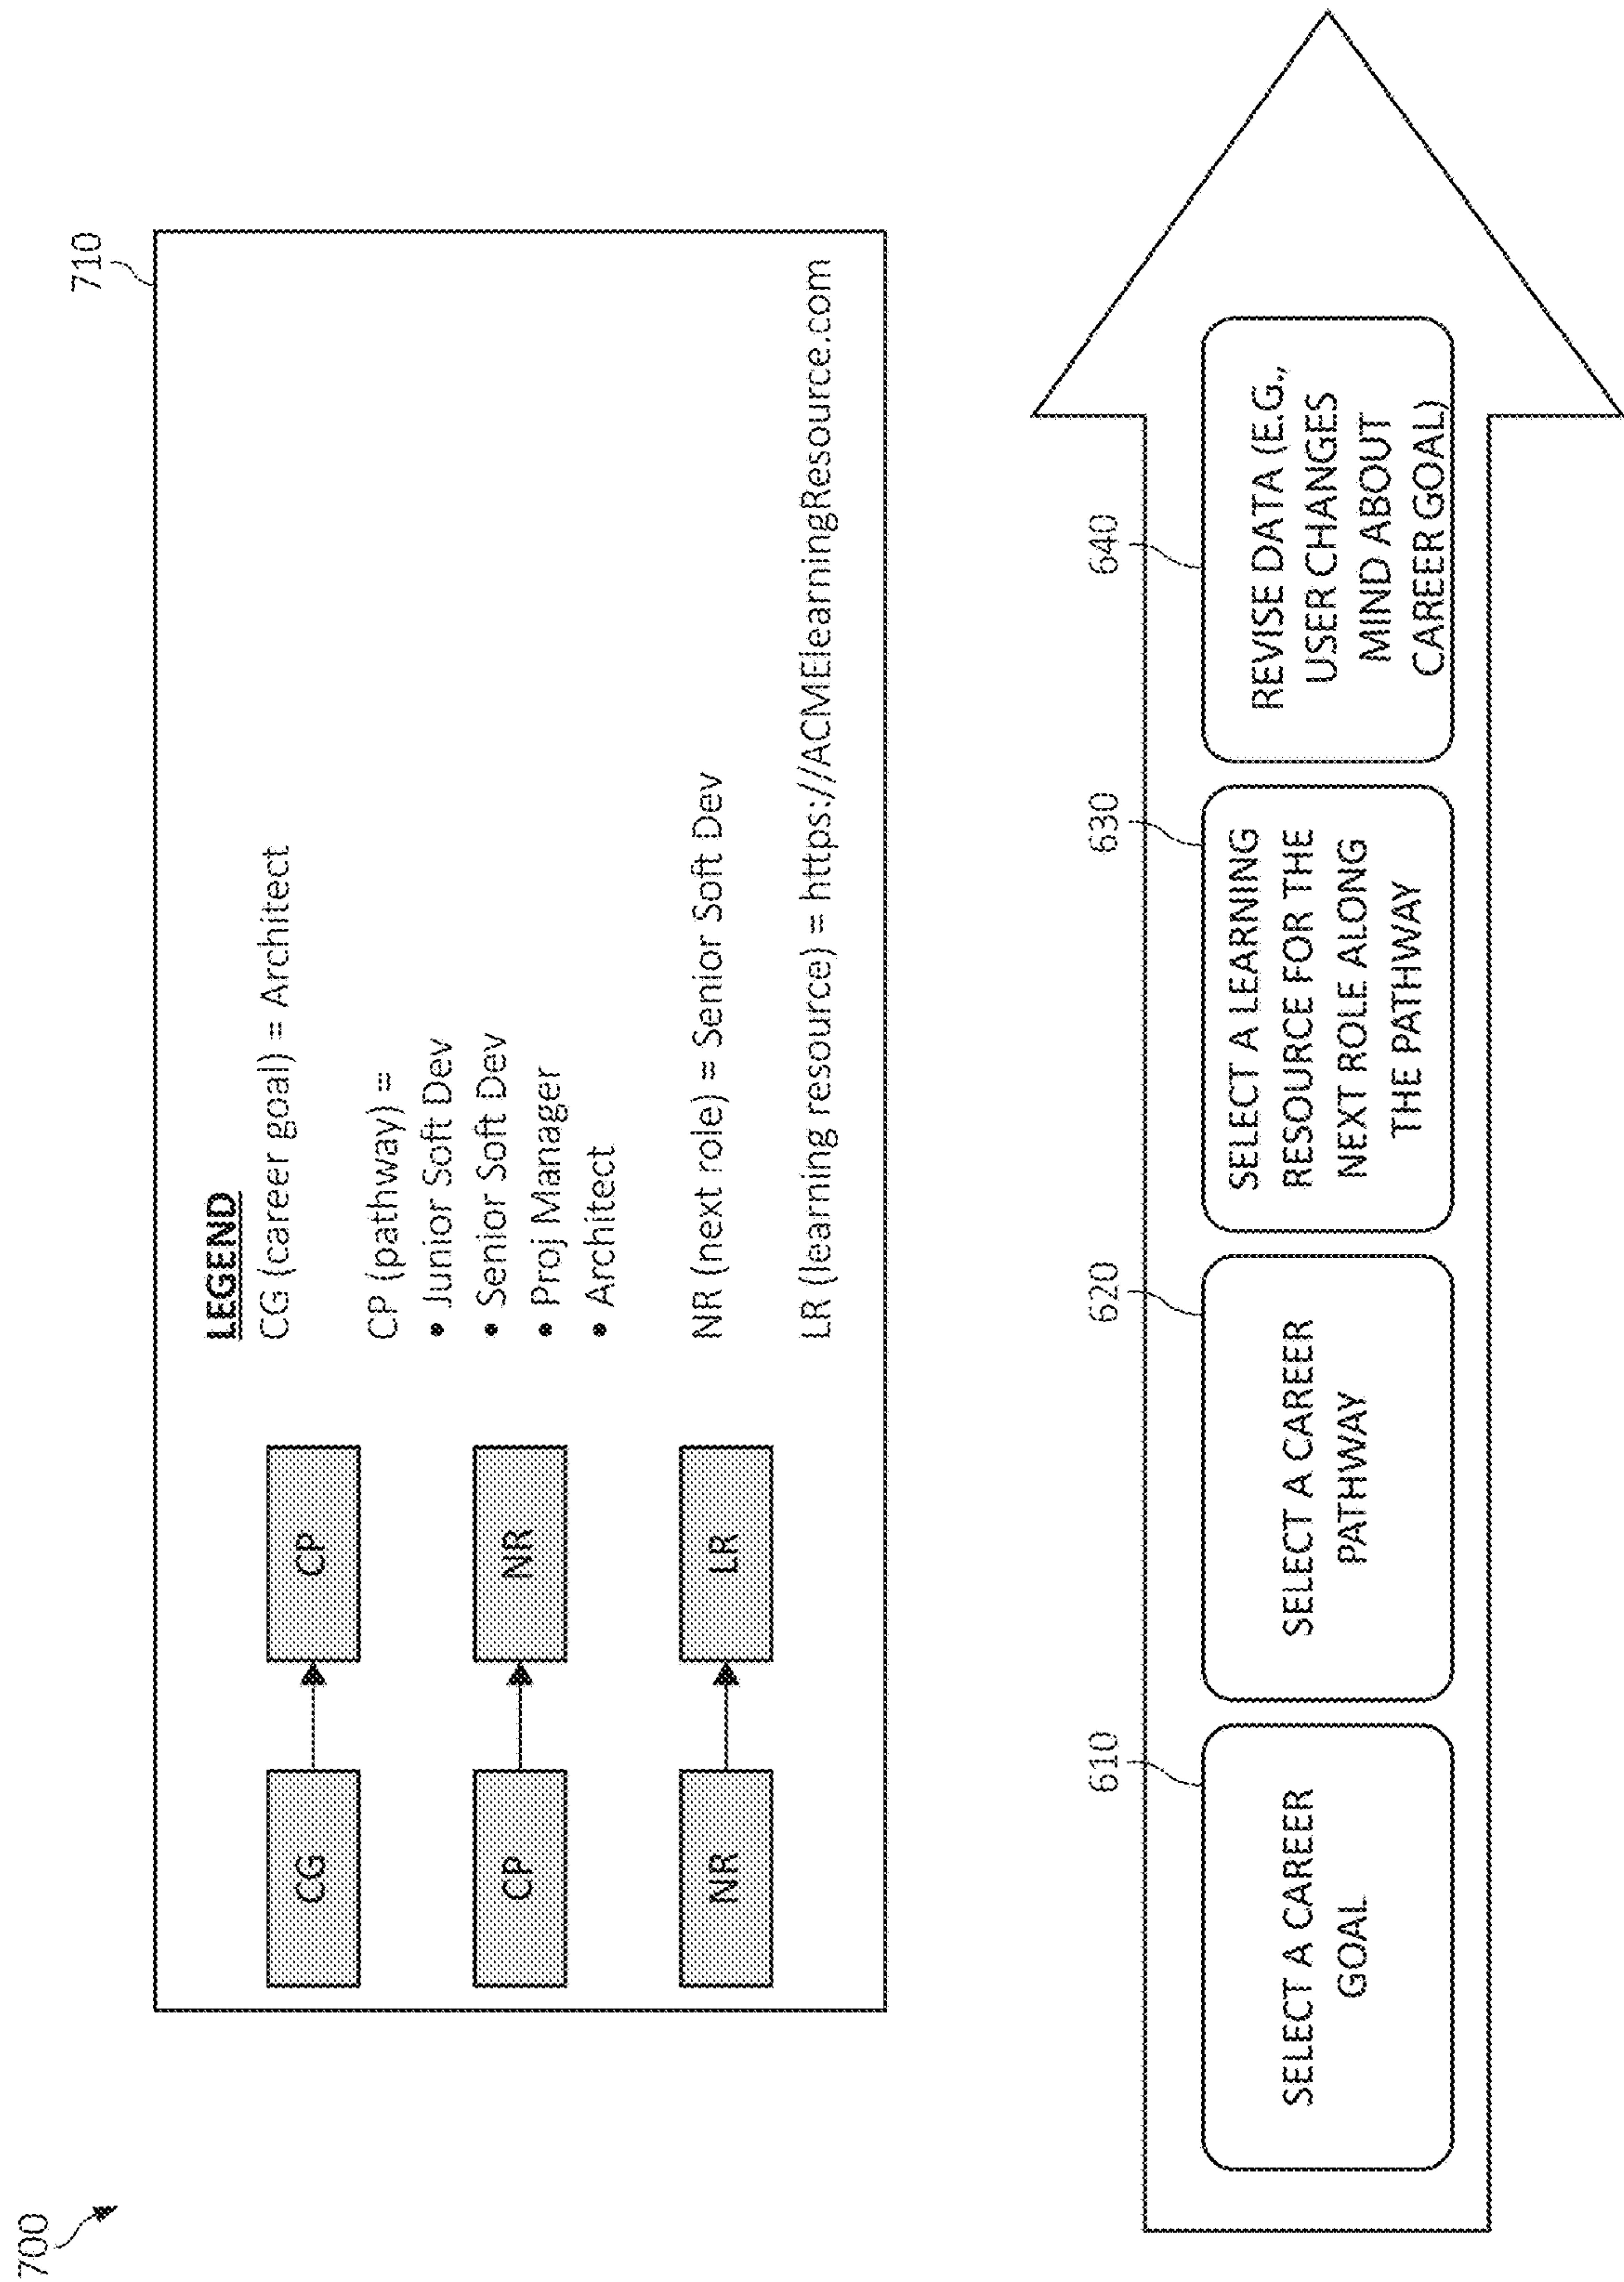 700
710
LEGEND
CG (career goal) = Architect
CP (pathway) =
• Junior Soft Dev
• Senior Soft Dev
• Proj Manager
• Architect
NR (next role) = Senior Soft Dev
LR (learning resource) = https://ACMElearningResource.com
CG
CP
CP
NR
NR
LR
610
SELECT A CAREER
GOAL
620
SELECT A CAREER
PATHWAY
630
SELECT A LEARNING
RESOURCE FOR THE
NEXT ROLE ALONG
THE PATHWAY
640
REVISE DATA (E.G.,
USER CHANGES
MIND ABOUT
CAREER GOAL)